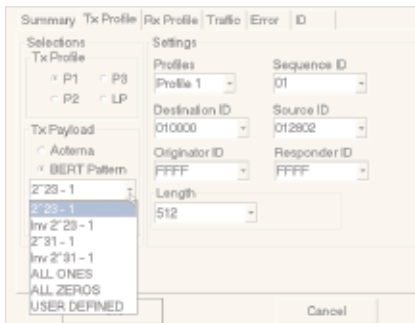 Summary Tx Profile Rx Profile Traffic Error ID
Selections
Tx Profile
P1 P3
P2 LP
Tx Payload
Acterna
BERT Pattern
2^23 - 1
2^23 - 1
Inv 2^23 - 1
2^31 - 1
Inv 2^31 - 1
ALL ONES
ALL ZEROS
USER DEFINED
Settings
Profiles Sequence ID
Profile 1 01
Destination ID Source ID
010000 012802
Originator ID Responder ID
FFFF FFFF
Length
512
Cancel